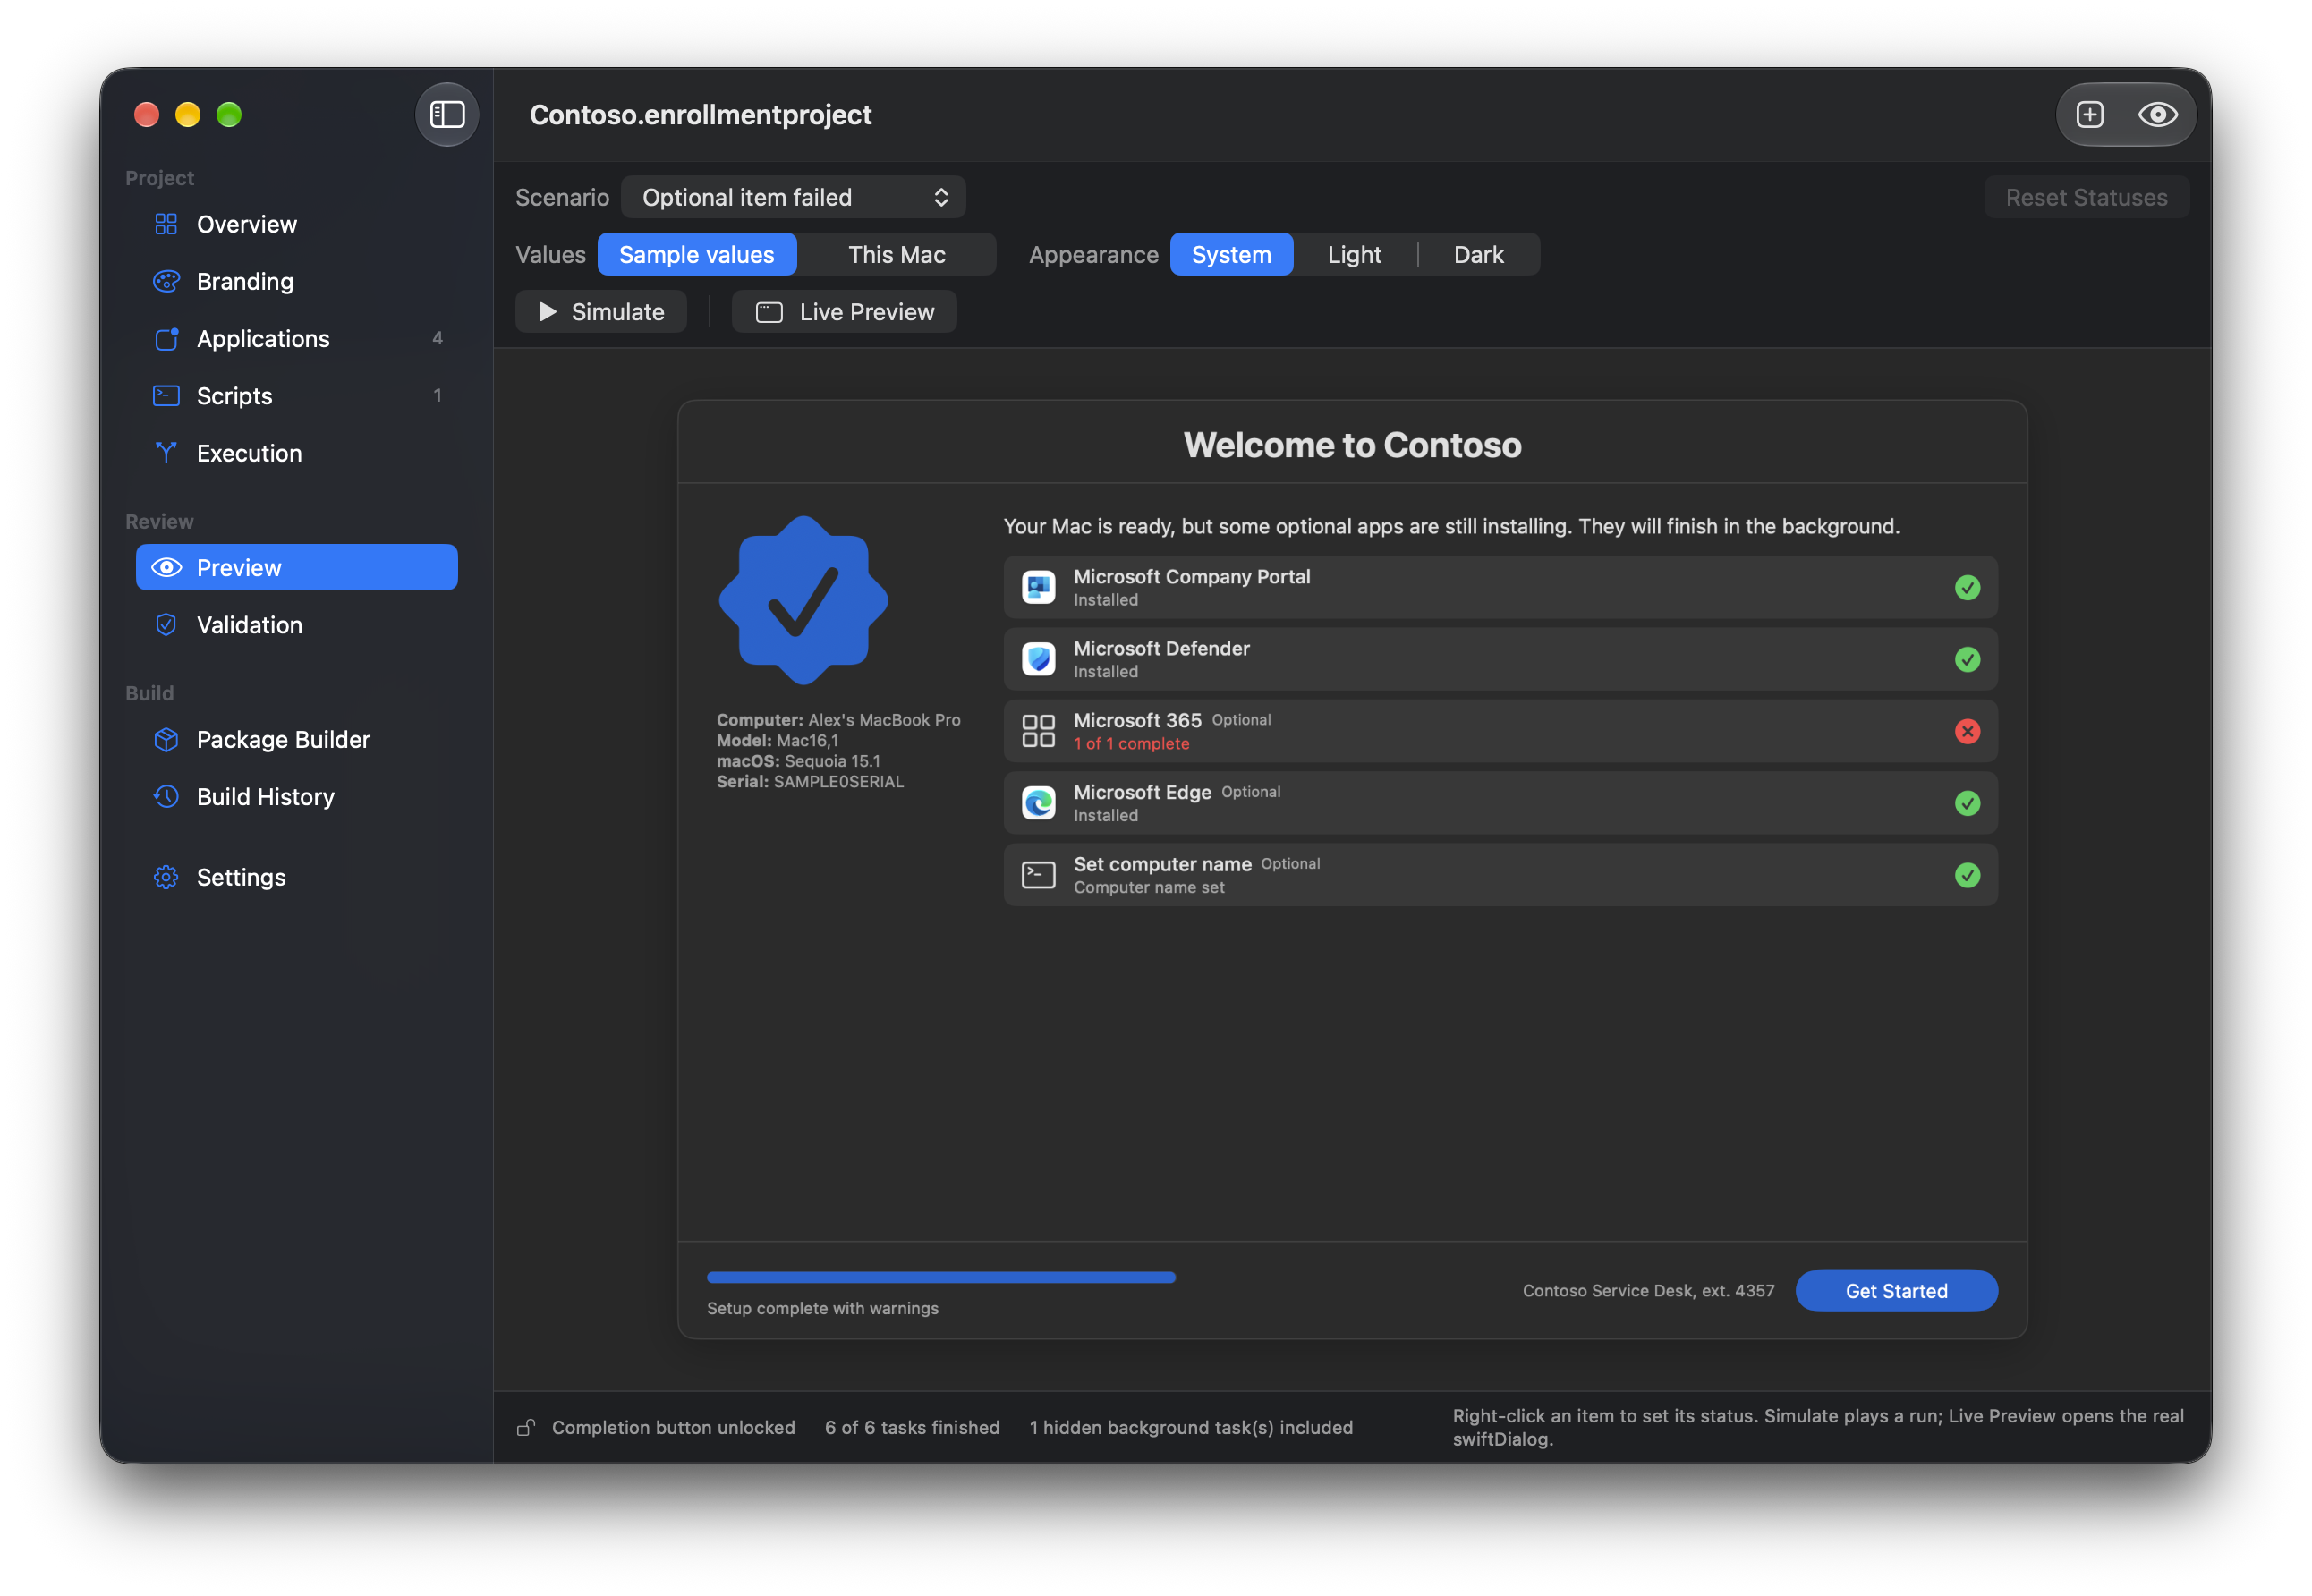 Contoso.enrollmentproject
Project
Overview
Branding
Applications 4
Scripts 1
Execution
Review
Preview
Validation
Build
Package Builder
Build History
Settings
Scenario Optional item failed Reset Statuses
Values Sample values This Mac Appearance System Light Dark
Simulate Live Preview
Welcome to Contoso
Computer: Alex's MacBook Pro
Model: Mac16,1
macOS: Sequoia 15.1
Serial: SAMPLE0SERIAL
Your Mac is ready, but some optional apps are still installing. They will finish in the background.
Microsoft Company Portal
Installed
Microsoft Defender
Installed
Microsoft 365 Optional
1 of 1 complete
Microsoft Edge Optional
Installed
Set computer name Optional
Computer name set
Setup complete with warnings
Contoso Service Desk, ext. 4357 Get Started
Completion button unlocked 6 of 6 tasks finished 1 hidden background task(s) included
Right-click an item to set its status. Simulate plays a run; Live Preview opens the real
swiftDialog.